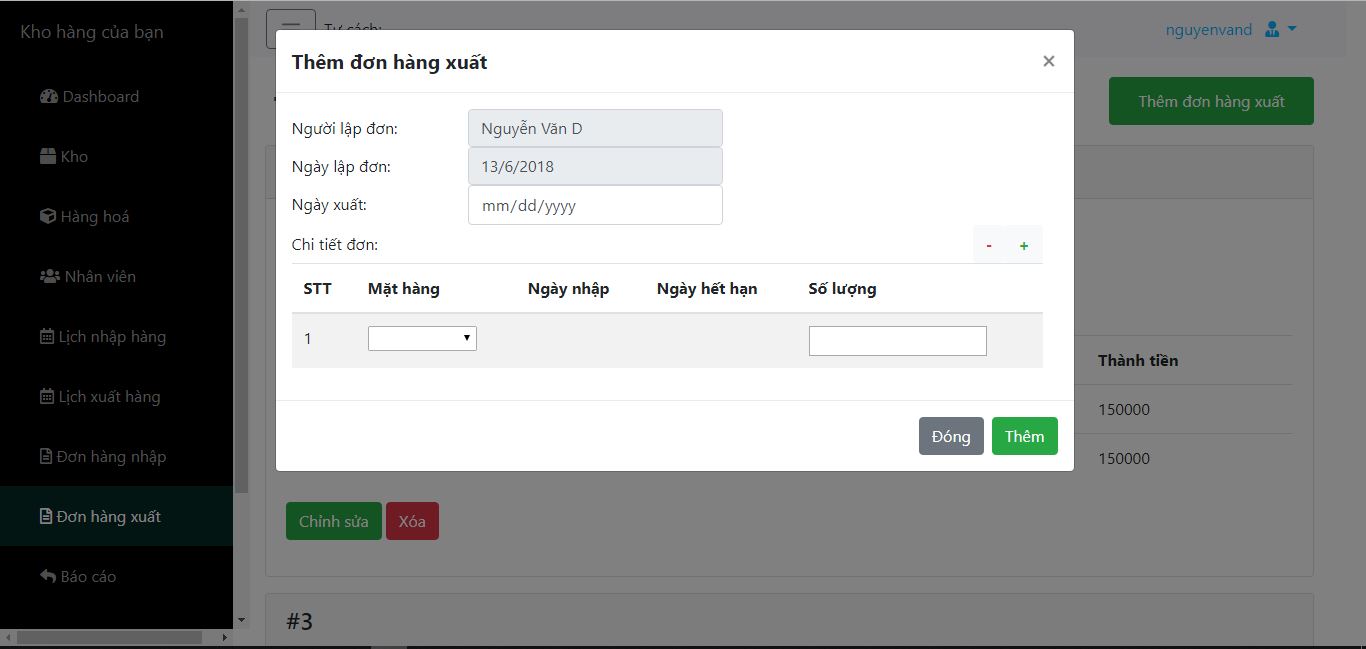 Kho hàng của bạn
Dashboard
Kho
Hàng hoá
Nhân viên
Lịch nhập hàng
Lịch xuất hàng
Đơn hàng nhập
Đơn hàng xuất
Báo cáo
Tư cách:
nguyenvand
Thêm đơn hàng xuất
Thêm đơn hàng xuất
×
Người lập đơn: Nguyễn Văn D
Ngày lập đơn: 13/6/2018
Ngày xuất: mm/dd/yyyy
Chi tiết đơn: - +
STT Mặt hàng Ngày nhập Ngày hết hạn Số lượng
1
Đóng Thêm
Thành tiền
150000
150000
Chỉnh sửa Xóa
#3